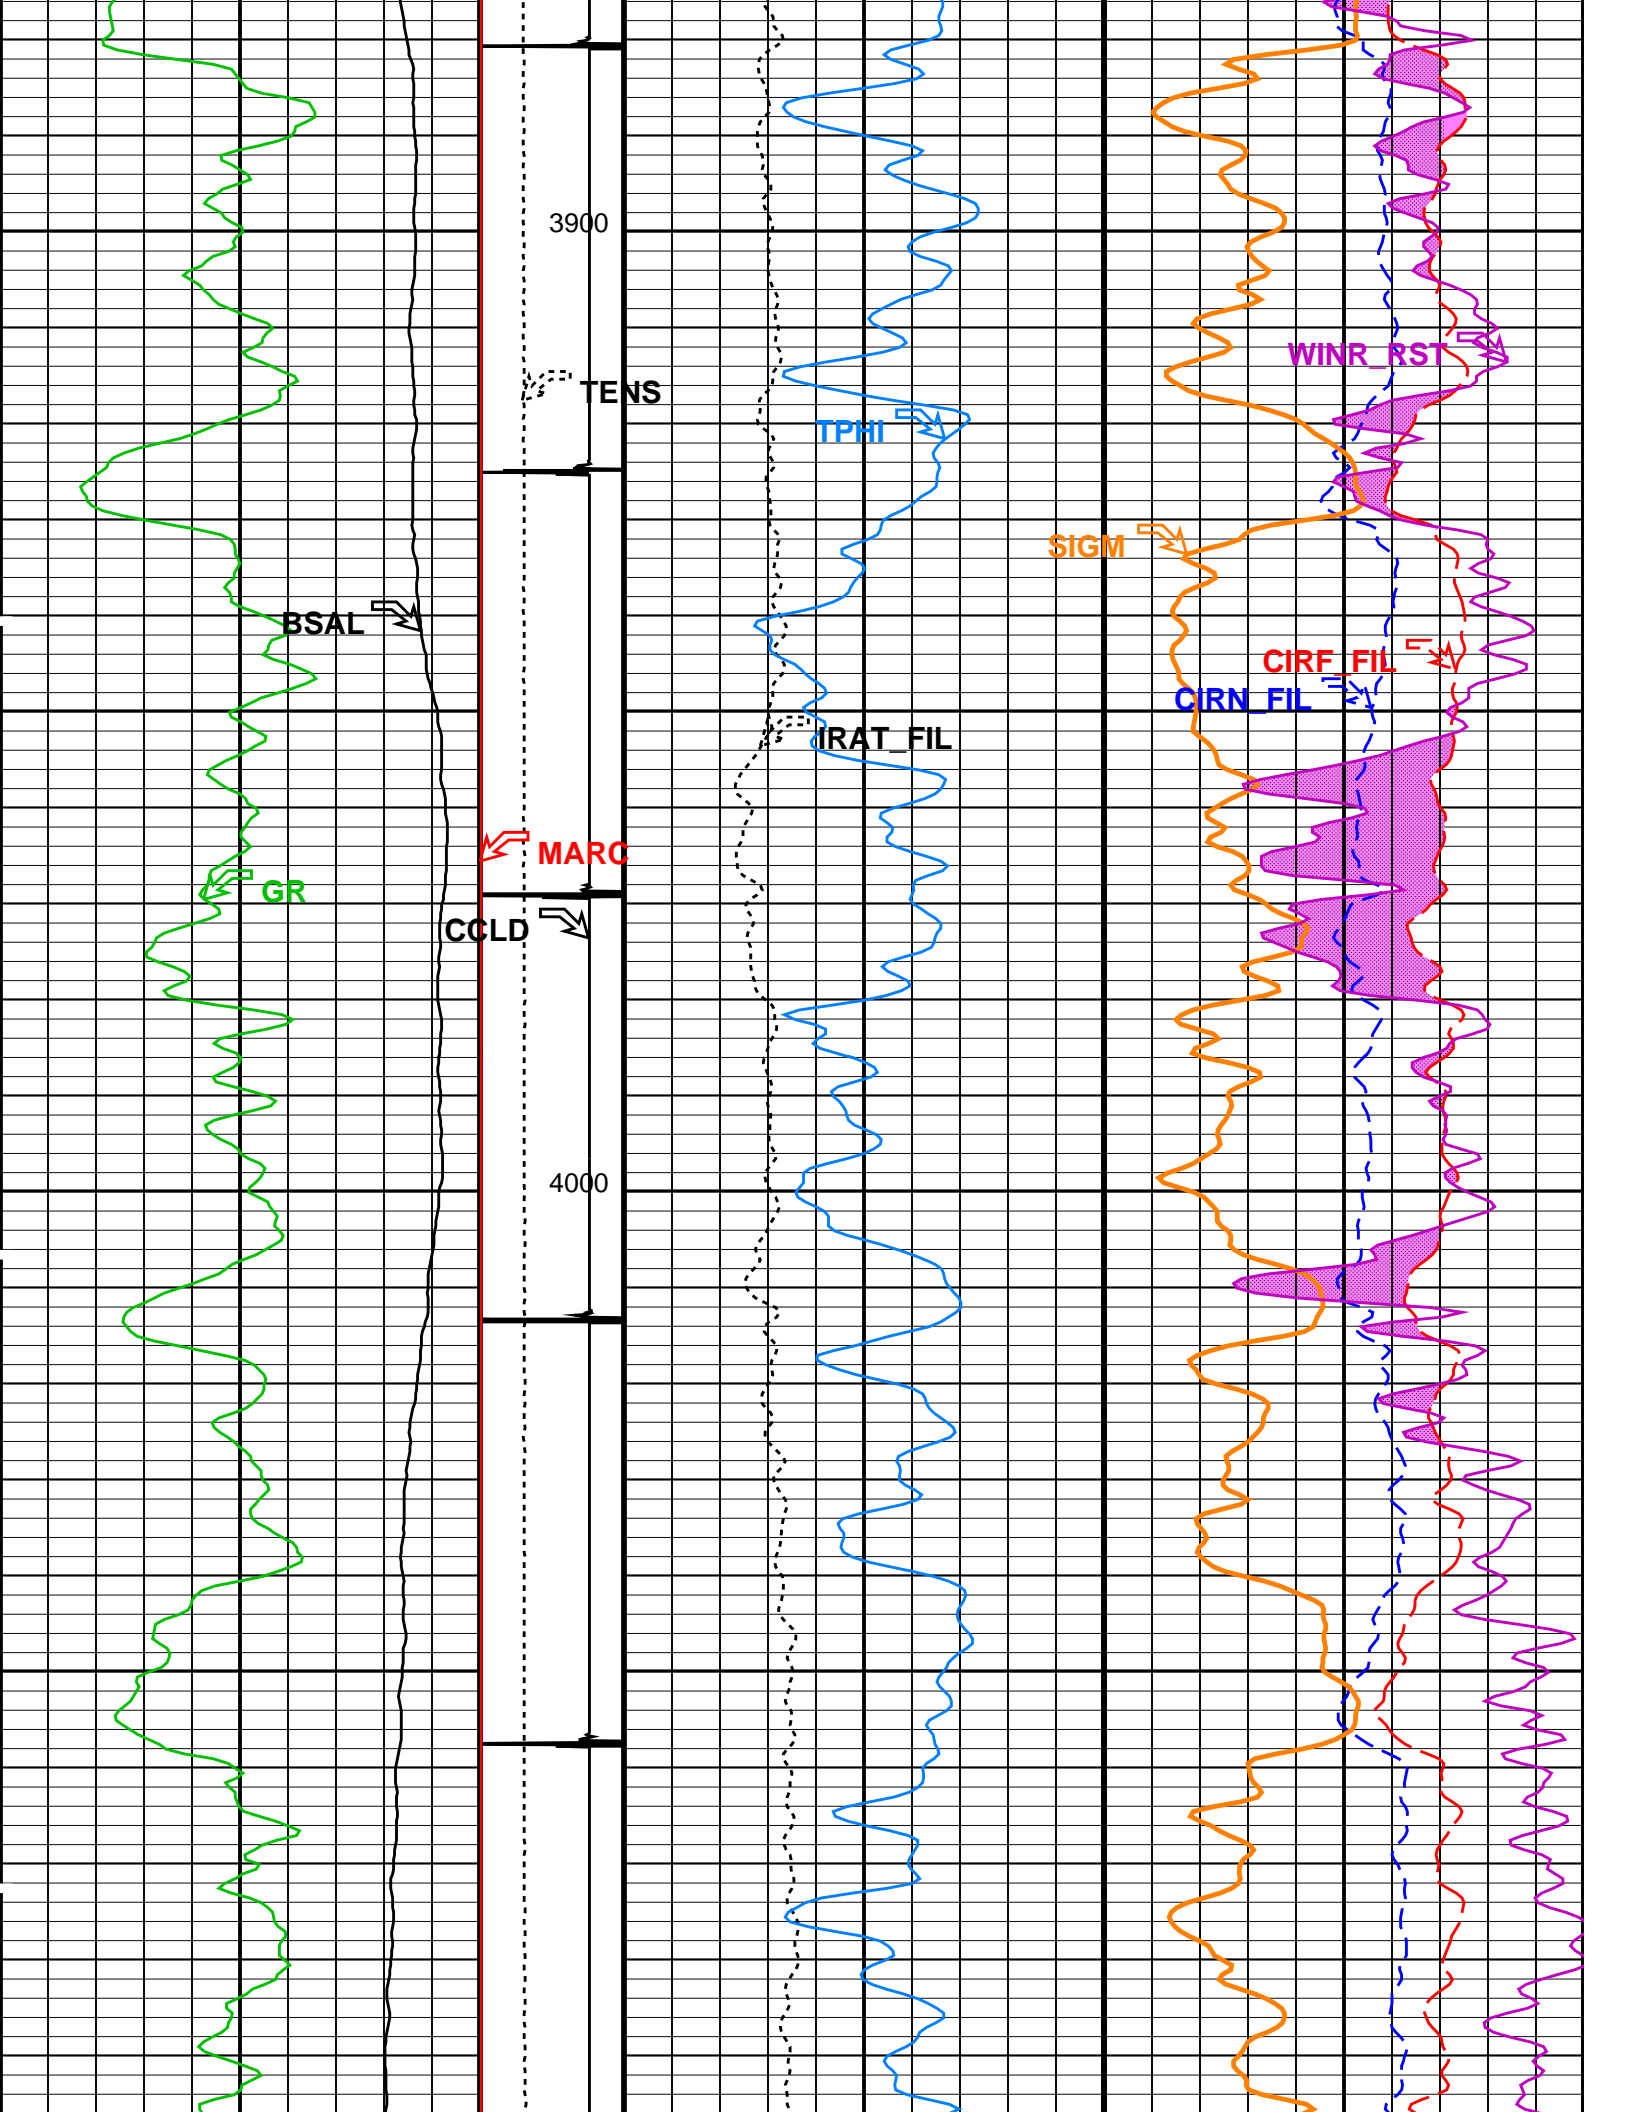 3900
WINR_RST
TENS
TPHI
SIGM
BSAL
CIRF_FIL
CIRN_FIL
IRAT_FIL
MARC
GR
CCLD
4000